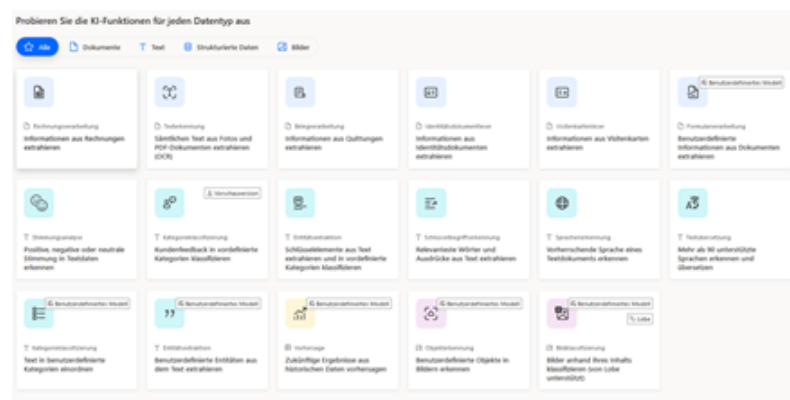 Probieren Sie die KI-Funktionen für jeden Datentyp aus
Alle
Dokumente
Text
Strukturierte Daten
Bilder
Rechnungsverarbeitung
Informationen aus Rechnungen
extrahieren
Texterkennung
Sämtlichen Text aus Fotos und
PDF-Dokumenten extrahieren
(OCR)
Belegverarbeitung
Informationen aus Quittungen
extrahieren
Identitätsdokumentleser
Informationen aus
Identitätsdokumenten
extrahieren
Visitenkartenleser
Informationen aus Visitenkarten
extrahieren
Benutzerdefiniertes Modell
Formularverarbeitung
Benutzerdefinierte
Informationen aus Dokumenten
extrahieren
Stimmungsanalyse
Positive, negative oder neutrale
Stimmung in Textdaten
erkennen
Vorschauversion
Kategorieklassifizierung
Kundenfeedback in vordefinierte
Kategorien klassifizieren
Entitätsextraktion
Schlüsselelemente aus Text
extrahieren und in vordefinierte
Kategorien klassifizieren
Schlüsselbegriffserkennung
Relevanteste Wörter und
Ausdrücke aus Text extrahieren
Spracherkennung
Vorherrschende Sprache eines
Textdokuments erkennen
Textübersetzung
Mehr als 90 unterstützte
Sprachen erkennen und
übersetzen
Benutzerdefiniertes Modell
Kategorieklassifizierung
Text in benutzerdefinierte
Kategorien einordnen
Benutzerdefiniertes Modell
Entitätsextraktion
Benutzerdefinierte Entitäten aus
dem Text extrahieren
Benutzerdefiniertes Modell
Vorhersage
Zukünftige Ergebnisse aus
historischen Daten vorhersagen
Benutzerdefiniertes Modell
Objekterkennung
Benutzerdefinierte Objekte in
Bildern erkennen
Benutzerdefiniertes Modell
Lobe
Bildklassifizierung
Bilder anhand ihres Inhalts
klassifizieren (von Lobe
unterstützt)